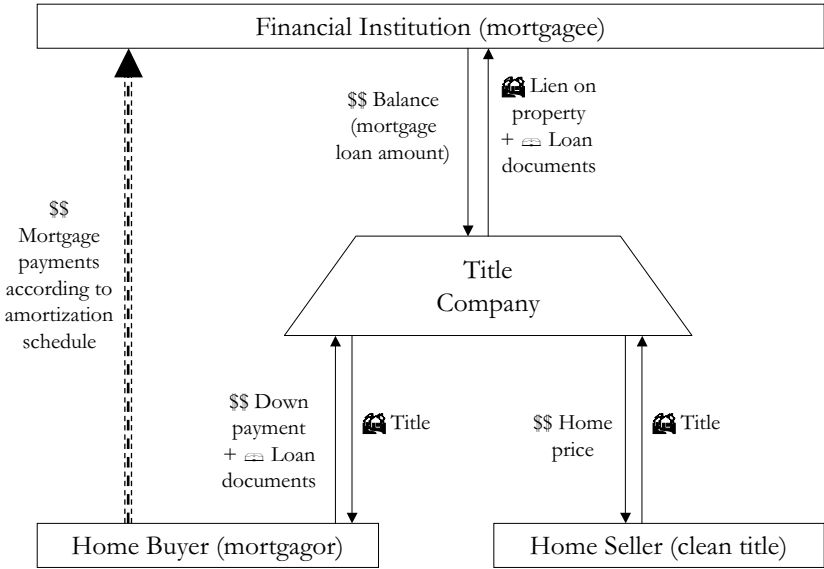 Financial Institution (mortgagee)
$$ Balance
(mortgage
loan amount)
Lien on
property
+ Loan
documents
$$
Mortgage
payments
according to
amortization
schedule
Title
Company
$$ Down
payment
+ Loan
documents
Title
$$ Home
price
Title
Home Buyer (mortgagor)
Home Seller (clean title)